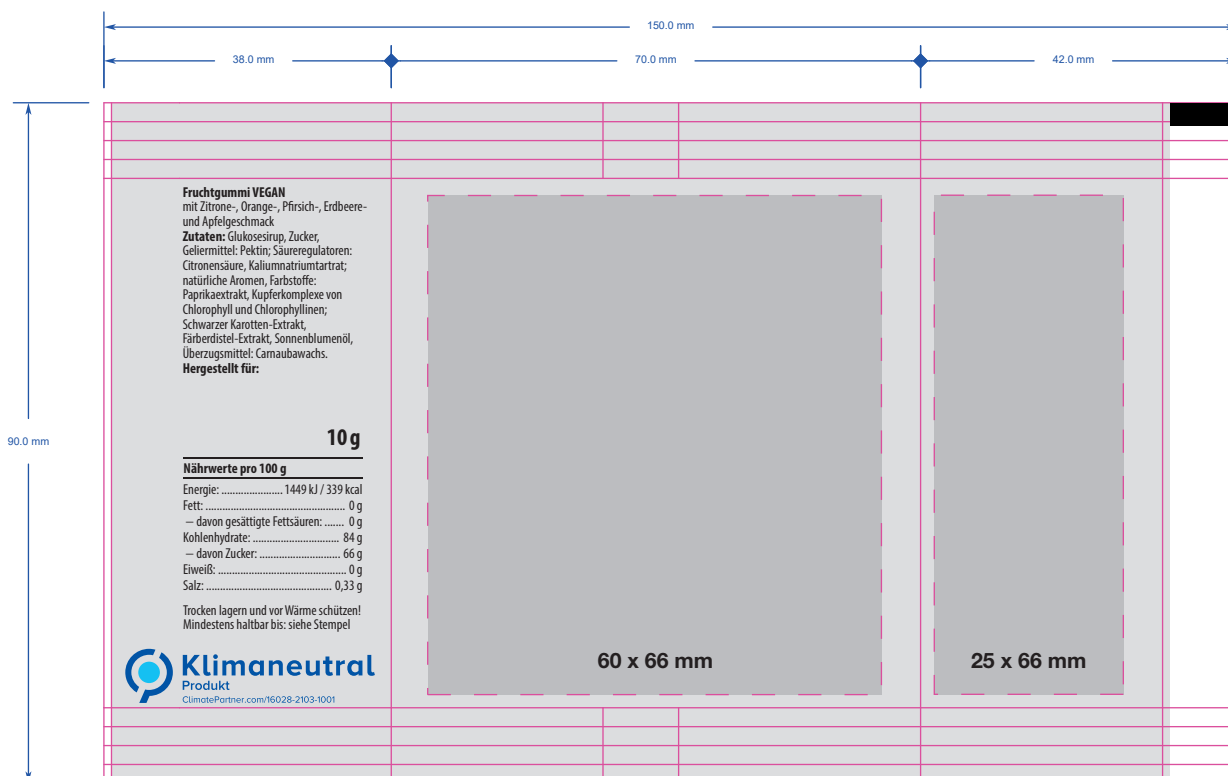 150.0 mm
38.0 mm
70.0 mm
42.0 mm
90.0 mm
Fruchtgummi VEGAN
mit Zitrone-, Orange-, Pfirsich-, Erdbeere-
und Apfelgeschmack
Zutaten: Glukosesirup, Zucker,
Geliermittel: Pektin; Säureregulatoren:
Citronensäure, Kaliumnatriumtartrat;
natürliche Aromen, Farbstoffe:
Paprikaextrakt, Kupferkomplexe von
Chlorophyll und Chlorophyllinen;
Schwarzer Karotten-Extrakt,
Färberdistel-Extrakt, Sonnenblumenöl,
Überzugsmittel: Carnaubawachs.
Hergestellt für:
10 g
Nährwerte pro 100 g
Energie: ...................... 1449 kJ / 339 kcal
Fett: .................................................. 0 g
– davon gesättigte Fettsäuren: ....... 0 g
Kohlenhydrate: ............................... 84 g
– davon Zucker: ............................. 66 g
Eiweiß: .............................................. 0 g
Salz: ............................................. 0,33 g
Trocken lagern und vor Wärme schützen!
Mindestens haltbar bis: siehe Stempel
Klimaneutral
Produkt
ClimatePartner.com/16028-2103-1001
60 x 66 mm
25 x 66 mm